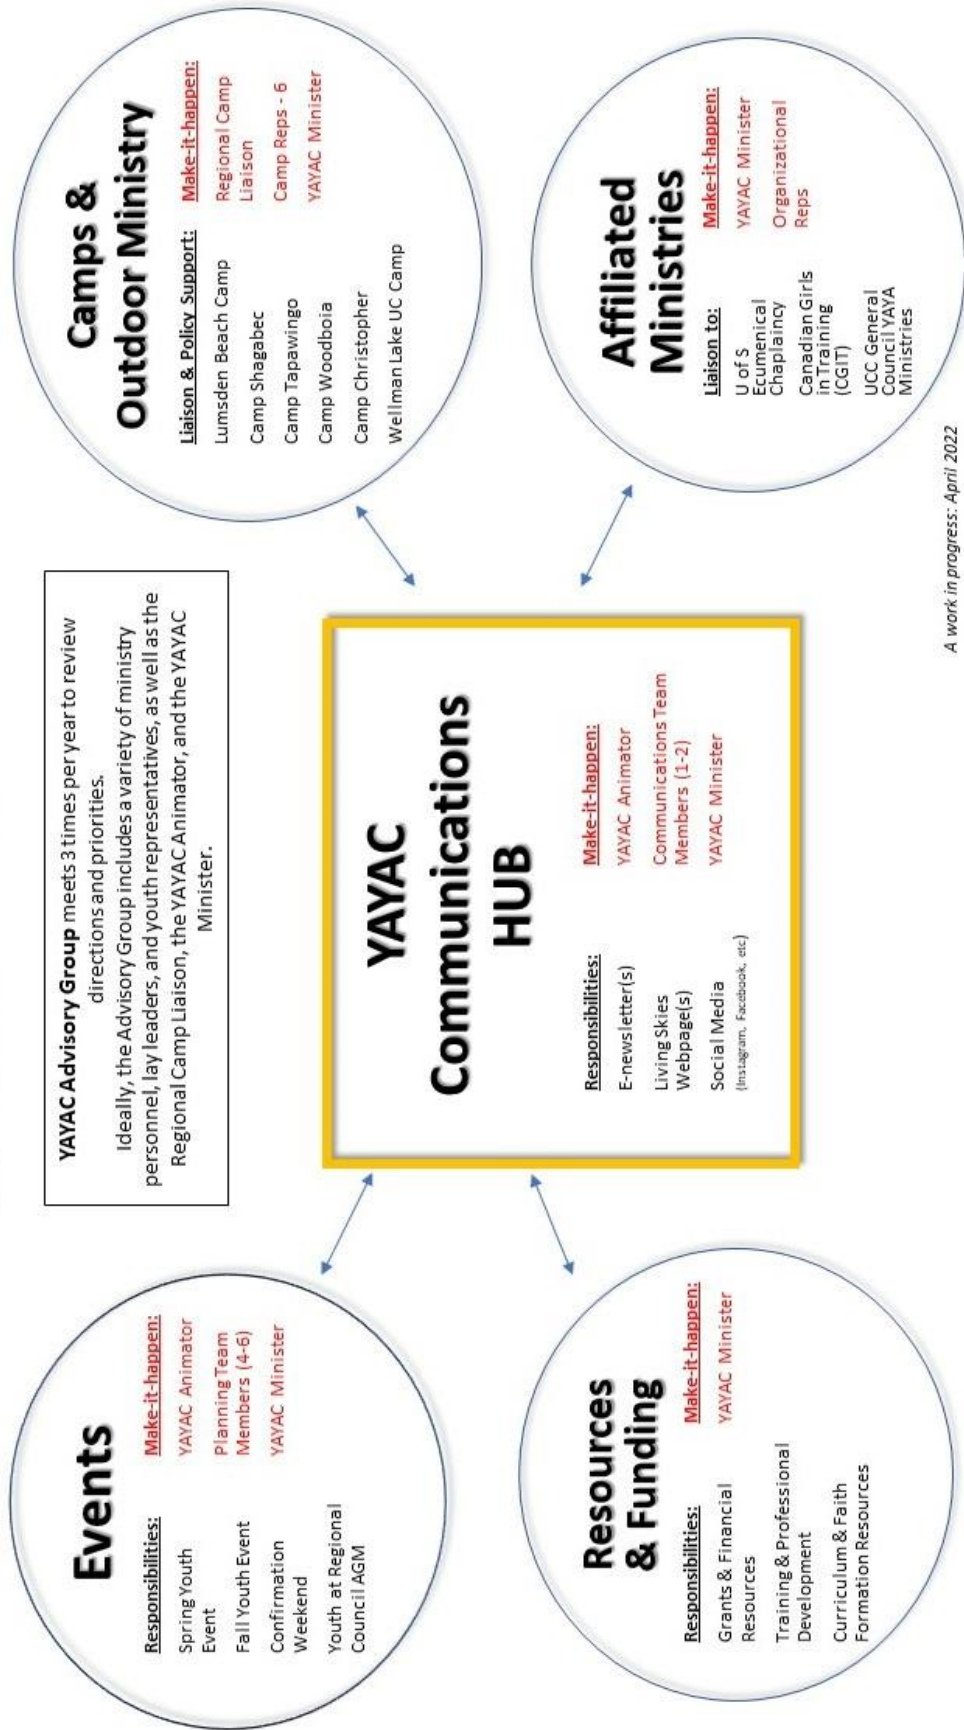 YAYAC Advisory Group meets 3 times per year to review
directions and priorities.
Ideally, the Advisory Group includes a variety of ministry
personnel, lay leaders, and youth representatives, as well as the
Regional Camp Liaison, the YAYAC Animator, and the YAYAC
Minister.
Events
Responsibilities:
Spring Youth
Event
Fall Youth Event
Confirmation
Weekend
Youth at Regional
Council AGM
Make-it-happen:
YAYAC Animator
Planning Team
Members (4-6)
YAYAC Minister
Camps &
Outdoor Ministry
Liaison & Policy Support:
Lumsden Beach Camp
Camp Shagabec
Camp Tapawingo
Camp Woodboia
Camp Christopher
Wellman Lake UC Camp
Make-it-happen:
Regional Camp
Liaison
Camp Reps - 6
YAYAC Minister
YAYAC
Communications
HUB
Responsibilities:
E-newsletter(s)
Living Skies
Webpage(s)
Social Media
(Instagram, Facebook, etc)
Make-it-happen:
YAYAC Animator
Communications Team
Members (1-2)
YAYAC Minister
Resources
& Funding
Responsibilities:
Grants & Financial
Resources
Training & Professional
Development
Curriculum & Faith
Formation Resources
Make-it-happen:
YAYAC Minister
Affiliated
Ministries
Liaison to:
U of S
Ecumenical
Chaplaincy
Canadian Girls
in Training
(CGIT)
UCC General
Council YAYA
Ministries
Make-it-happen:
YAYAC Minister
Organizational
Reps
A work in progress: April 2022